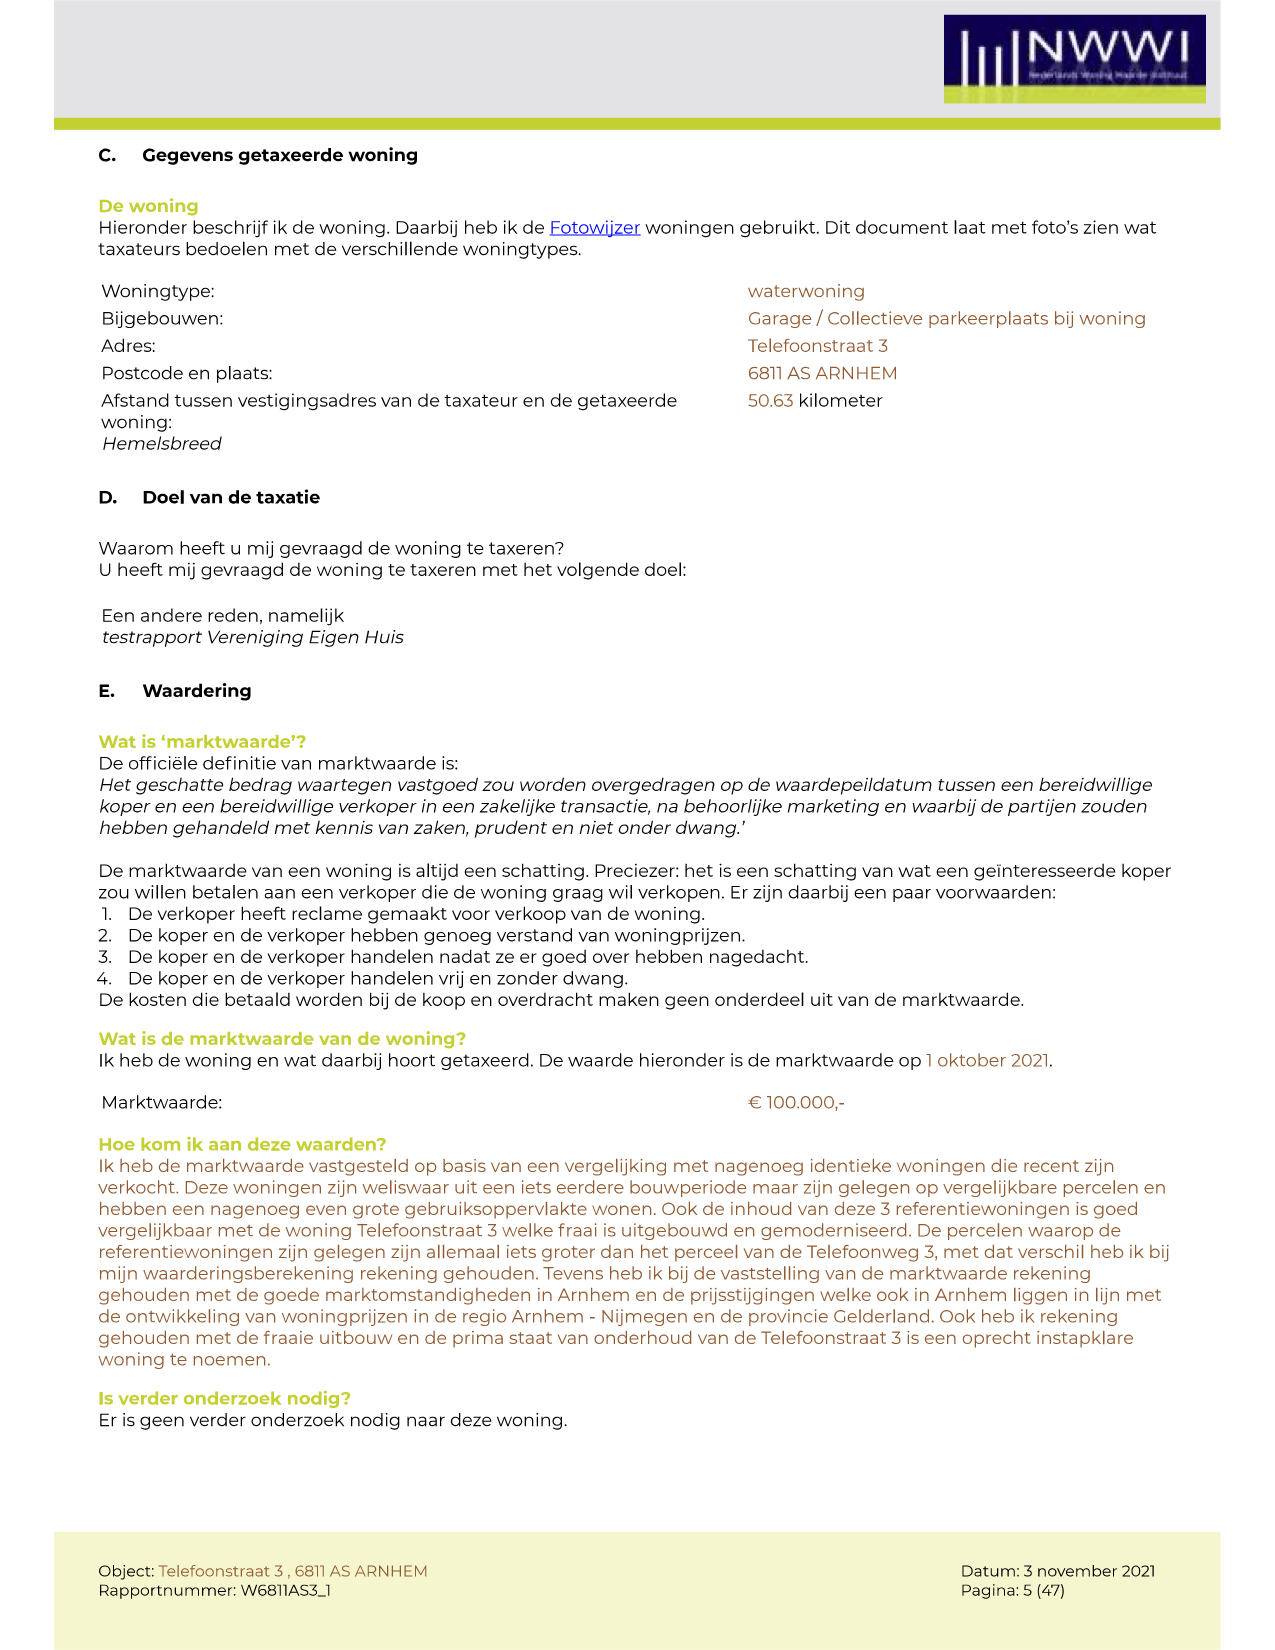 NWWI
Nederlands Woning Waarde Instituut
C. Gegevens getaxeerde woning
De woning
Hieronder beschrijf ik de woning. Daarbij heb ik de Fotowijzer woningen gebruikt. Dit document laat met foto’s zien wat
taxateurs bedoelen met de verschillende woningtypes.
Woningtype: waterwoning
Bijgebouwen: Garage / Collectieve parkeerplaats bij woning
Adres: Telefoonstraat 3
Postcode en plaats: 6811 AS ARNHEM
Afstand tussen vestigingsadres van de taxateur en de getaxeerde 50.63 kilometer
woning:
Hemelsbreed
D. Doel van de taxatie
Waarom heeft u mij gevraagd de woning te taxeren?
U heeft mij gevraagd de woning te taxeren met het volgende doel:
Een andere reden, namelijk
testrapport Vereniging Eigen Huis
E. Waardering
Wat is ‘marktwaarde’?
De officiële definitie van marktwaarde is:
Het geschatte bedrag waartegen vastgoed zou worden overgedragen op de waardepeildatum tussen een bereidwillige
koper en een bereidwillige verkoper in een zakelijke transactie, na behoorlijke marketing en waarbij de partijen zouden
hebben gehandeld met kennis van zaken, prudent en niet onder dwang.’
De marktwaarde van een woning is altijd een schatting. Preciezer: het is een schatting van wat een geïnteresseerde koper
zou willen betalen aan een verkoper die de woning graag wil verkopen. Er zijn daarbij een paar voorwaarden:
1. De verkoper heeft reclame gemaakt voor verkoop van de woning.
2. De koper en de verkoper hebben genoeg verstand van woningprijzen.
3. De koper en de verkoper handelen nadat ze er goed over hebben nagedacht.
4. De koper en de verkoper handelen vrij en zonder dwang.
De kosten die betaald worden bij de koop en overdracht maken geen onderdeel uit van de marktwaarde.
Wat is de marktwaarde van de woning?
Ik heb de woning en wat daarbij hoort getaxeerd. De waarde hieronder is de marktwaarde op 1 oktober 2021.
Marktwaarde: € 100.000,-
Hoe kom ik aan deze waarden?
Ik heb de marktwaarde vastgesteld op basis van een vergelijking met nagenoeg identieke woningen die recent zijn
verkocht. Deze woningen zijn weliswaar uit een iets eerdere bouwperiode maar zijn gelegen op vergelijkbare percelen en
hebben een nagenoeg even grote gebruiksoppervlakte wonen. Ook de inhoud van deze 3 referentiewoningen is goed
vergelijkbaar met de woning Telefoonstraat 3 welke fraai is uitgebouwd en gemoderniseerd. De percelen waarop de
referentiewoningen zijn gelegen zijn allemaal iets groter dan het perceel van de Telefoonweg 3, met dat verschil heb ik bij
mijn waarderingsberekening rekening gehouden. Tevens heb ik bij de vaststelling van de marktwaarde rekening
gehouden met de goede marktomstandigheden in Arnhem en de prijsstijgingen welke ook in Arnhem liggen in lijn met
de ontwikkeling van woningprijzen in de regio Arnhem - Nijmegen en de provincie Gelderland. Ook heb ik rekening
gehouden met de fraaie uitbouw en de prima staat van onderhoud van de Telefoonstraat 3 is een oprecht instapklare
woning te noemen.
Is verder onderzoek nodig?
Er is geen verder onderzoek nodig naar deze woning.
Object: Telefoonstraat 3 , 6811 AS ARNHEM Datum: 3 november 2021
Rapportnummer: W6811AS3_1 Pagina: 5 (47)